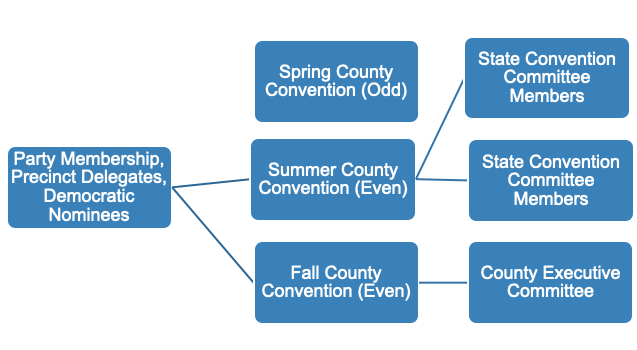 Party Membership,
Precinct Delegates,
Democratic
Nominees
Spring County
Convention (Odd)
Summer County
Convention (Even)
Fall County
Convention (Even)
State Convention
Committee
Members
State Convention
Committee
Members
County Executive
Committee